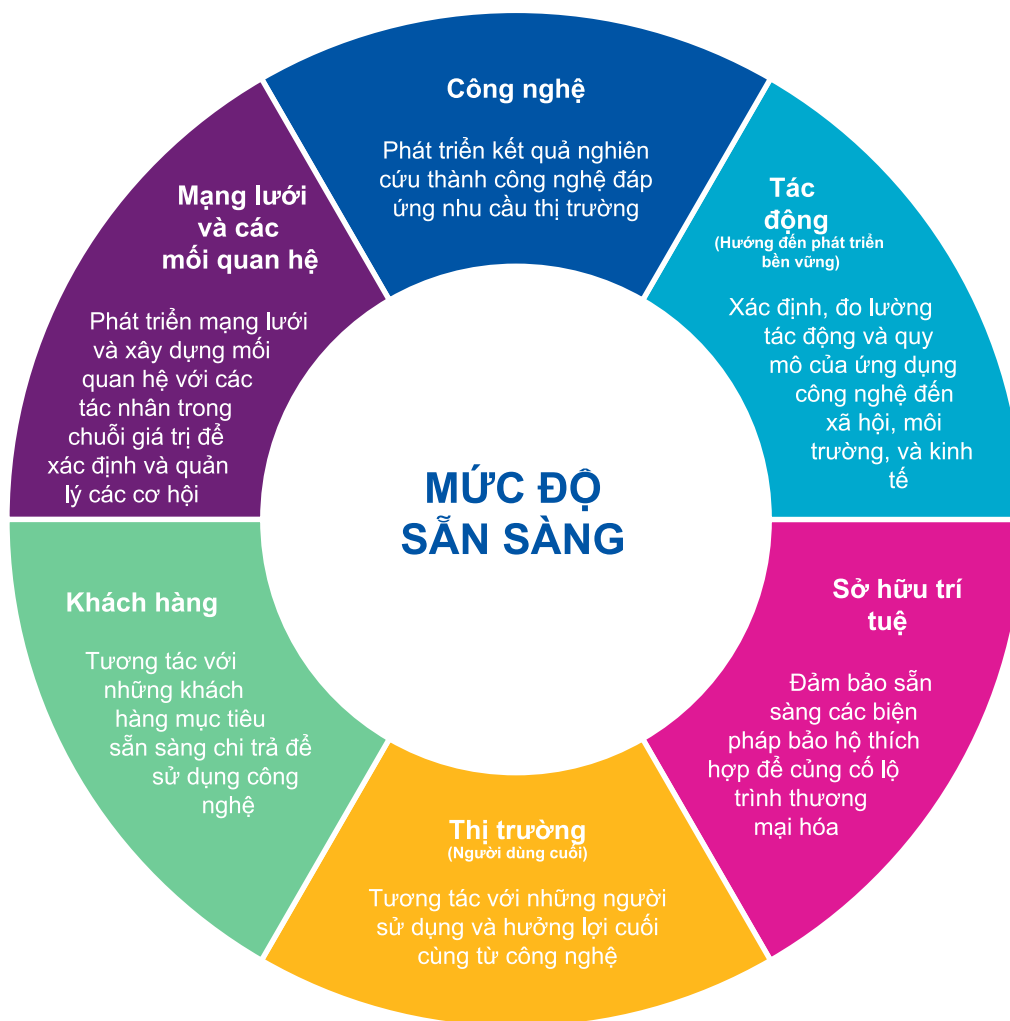 Công nghệ
Phát triển kết quả nghiên
cứu thành công nghệ đáp
ứng nhu cầu thị trường
Tác
động
(Hướng đến phát triển
bền vững)
Xác định, đo lường
tác động và quy
mô của ứng dụng
công nghệ đến
xã hội, môi
trường, và kinh
tế
Sở hữu trí
tuệ
Đảm bảo sẵn
sàng các biện
pháp bảo hộ thích
hợp để củng cố lộ
trình thương
mại hóa
Thị trường
(Người dùng cuối)
Tương tác với những người
sử dụng và hưởng lợi cuối
cùng từ công nghệ
Khách hàng
Tương tác với
những khách
hàng mục tiêu
sẵn sàng chi trả để
sử dụng công
nghệ
Mạng lưới
và các
mối quan hệ
Phát triển mạng lưới
và xây dựng mối
quan hệ với các
tác nhân trong
chuỗi giá trị để
xác định và quản
lý các cơ hội
MỨC ĐỘ
SẴN SÀNG